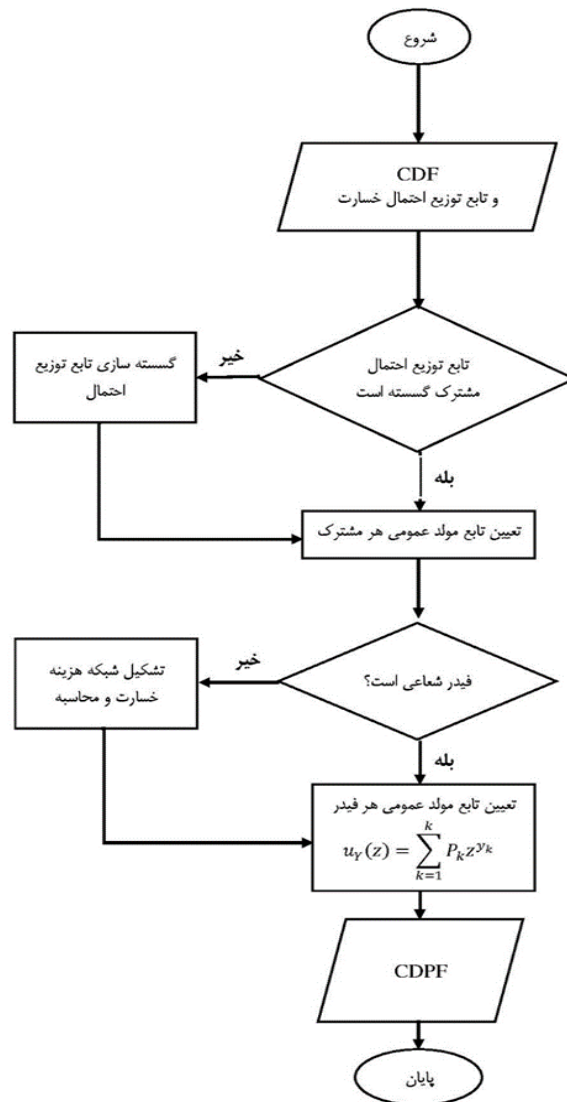 شروع
CDF
و تابع توزیع احتمال خسارت
تابع توزیع احتمال
مشترک گسسته است
خیر
گسسته سازی تابع توزیع
احتمال
بله
تعیین تابع مولد عمومی هر مشترک
فیدر شعاعی است؟
خیر
تشکیل شبکه هزینه
خسارت و محاسبه
بله
تعیین تابع مولد عمومی هر فیدر
$u_Y(z) = \sum_{k=1}^{k} P_k z^{y_k}$
CDPF
پایان